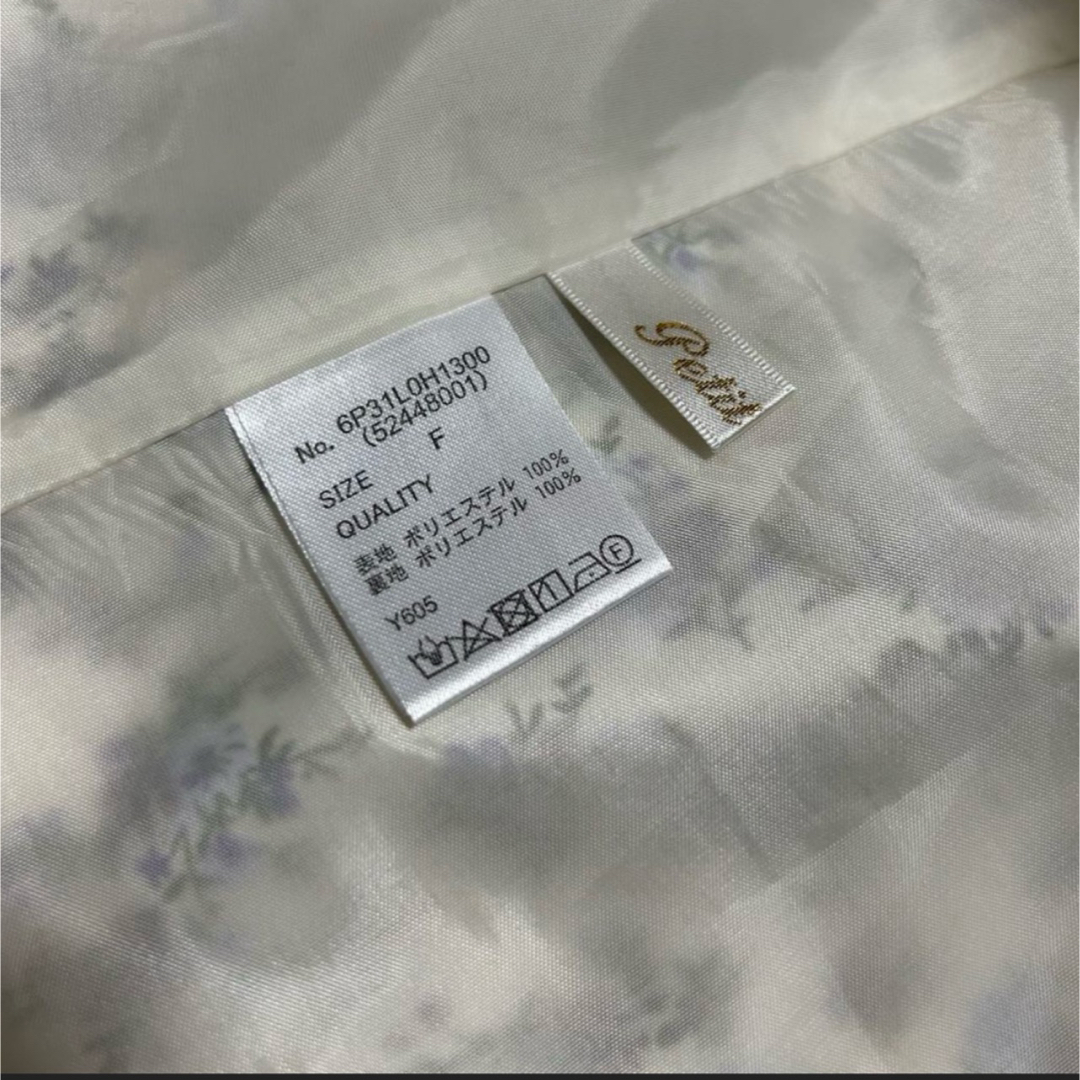 No. 6P31L0H1300
(52448001)
SIZE F
QUALITY
表地 ポリエステル 100%
裏地 ポリエステル 100%
Y605
F
Petit